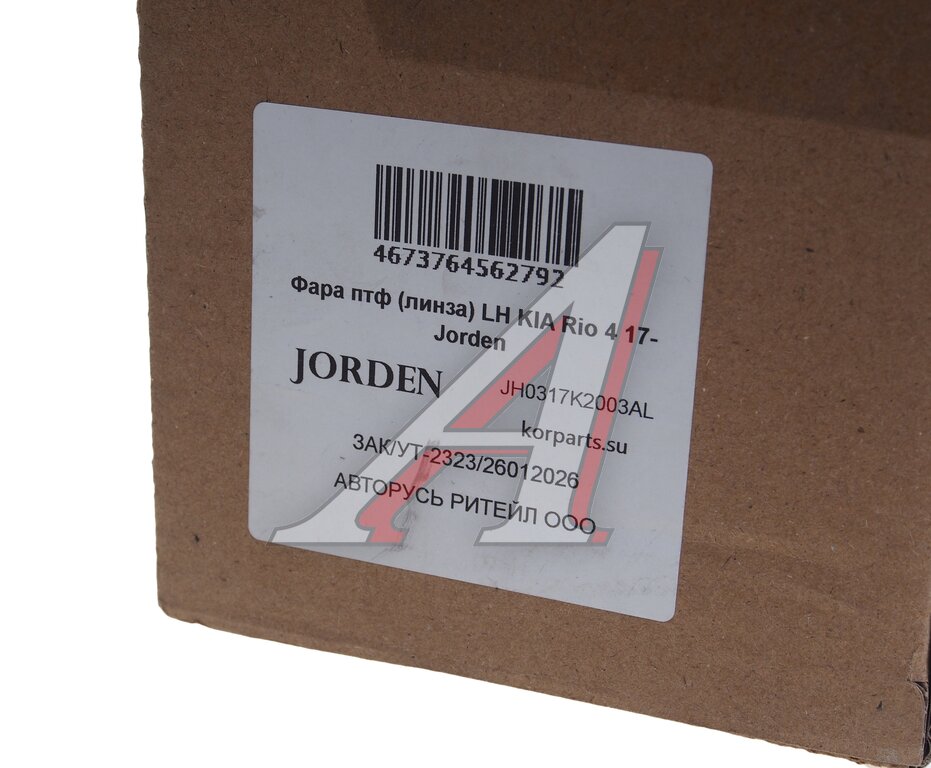 4673764562792
Фара птф (линза) LH KIA Rio 4 17-
Jorden
JORDEN
JH0317K2003AL
korparts.su
ЗАК/УТ-2323/26012026
АВТОРУСЬ РИТЕЙЛ ООО